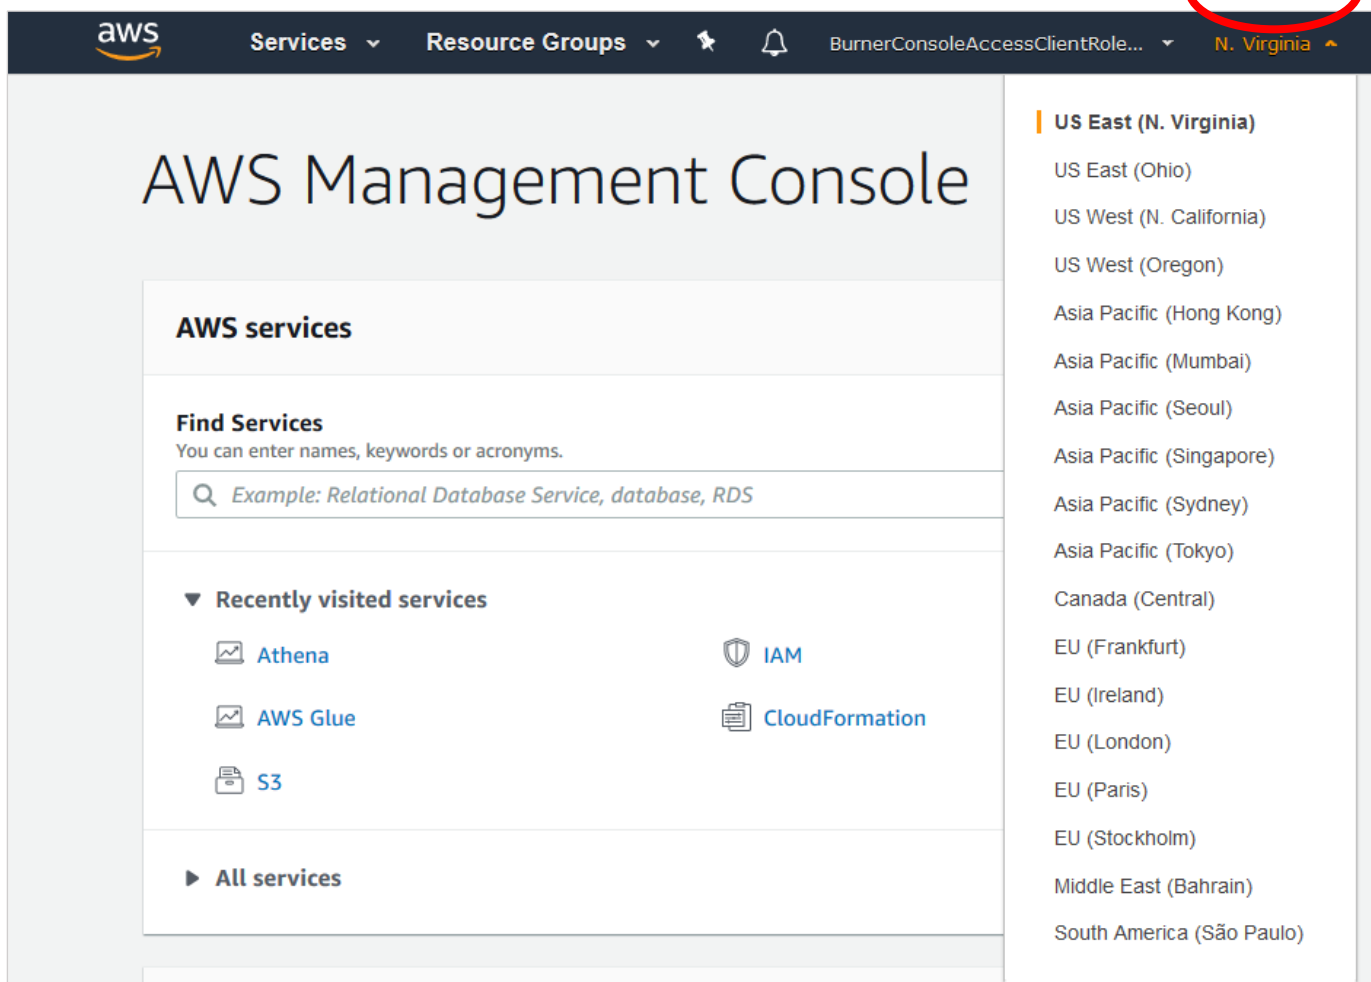 aws Services Resource Groups BurnerConsoleAccessClientRole... N. Virginia
AWS Management Console
AWS services
Find Services
You can enter names, keywords or acronyms.
Example: Relational Database Service, database, RDS
Recently visited services
Athena IAM
AWS Glue CloudFormation
S3
All services
US East (N. Virginia)
US East (Ohio)
US West (N. California)
US West (Oregon)
Asia Pacific (Hong Kong)
Asia Pacific (Mumbai)
Asia Pacific (Seoul)
Asia Pacific (Singapore)
Asia Pacific (Sydney)
Asia Pacific (Tokyo)
Canada (Central)
EU (Frankfurt)
EU (Ireland)
EU (London)
EU (Paris)
EU (Stockholm)
Middle East (Bahrain)
South America (São Paulo)